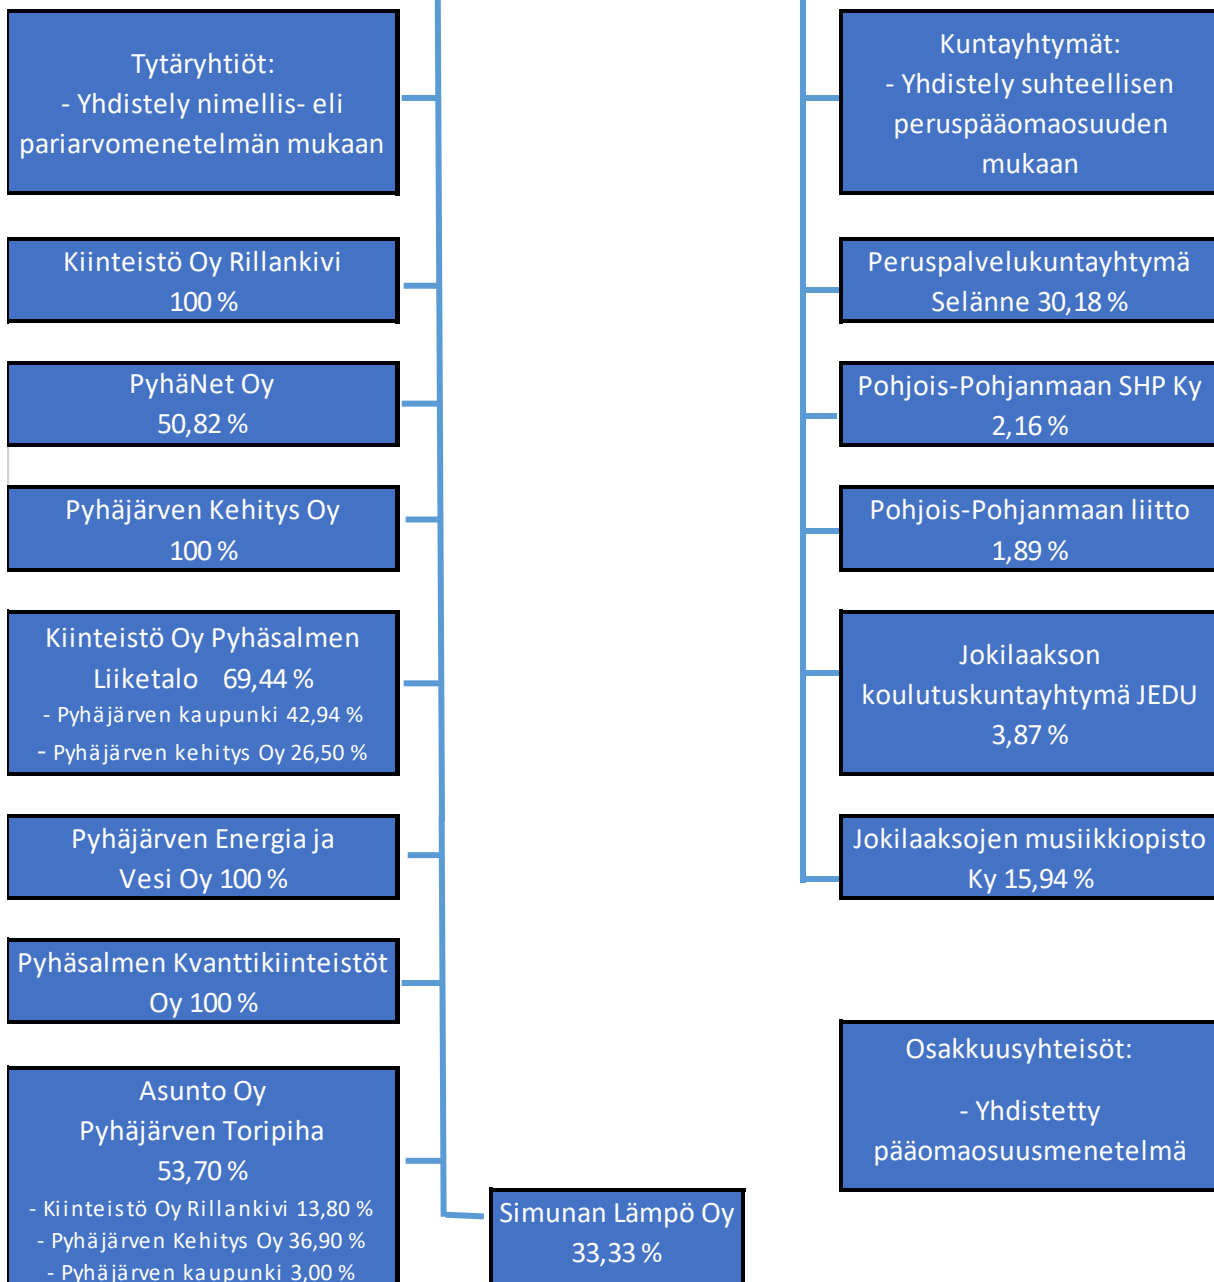 Tytäryhtiöt:
- Yhdistely nimellis- eli
pariarvomenetelmän mukaan
Kiinteistö Oy Rillankivi
100 %
PyhäNet Oy
50,82 %
Pyhäjärven Kehitys Oy
100 %
Kiinteistö Oy Pyhäsalmen
Liiketalo 69,44 %
- Pyhäjärven kaupunki 42,94 %
- Pyhäjärven kehitys Oy 26,50 %
Pyhäjärven Energia ja
Vesi Oy 100 %
Pyhäsalmen Kvanttikiinteistöt
Oy 100 %
Asunto Oy
Pyhäjärven Toripiha
53,70 %
- Kiinteistö Oy Rillankivi 13,80 %
- Pyhäjärven Kehitys Oy 36,90 %
- Pyhäjärven kaupunki 3,00 %
Simunan Lämpö Oy
33,33 %
Kuntayhtymät:
- Yhdistely suhteellisen
peruspääomaosuuden
mukaan
Peruspalvelukuntayhtymä
Selänne 30,18 %
Pohjois-Pohjanmaan SHP Ky
2,16 %
Pohjois-Pohjanmaan liitto
1,89 %
Jokilaakson
koulutuskuntayhtymä JEDU
3,87 %
Jokilaaksojen musiikkiopisto
Ky 15,94 %
Osakkuusyhteisöt:
- Yhdistetty
pääomaosuusmenetelmä